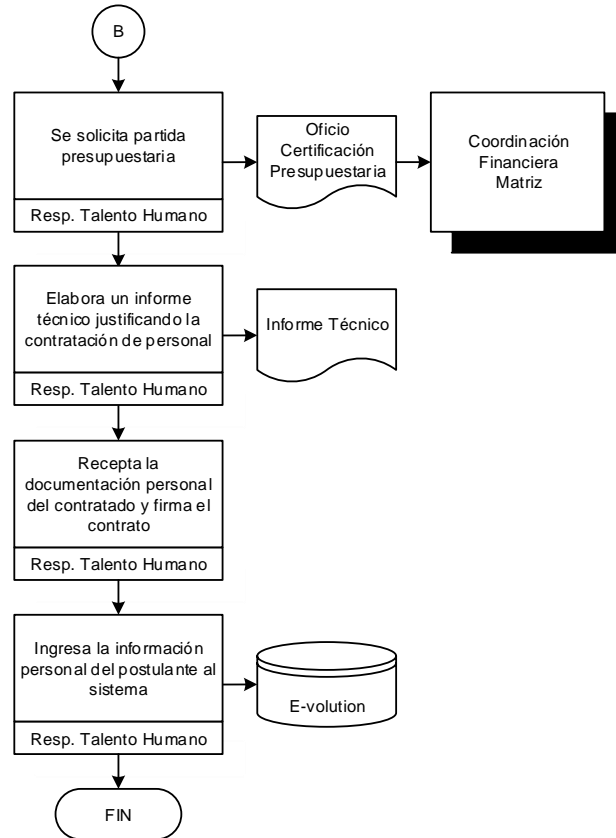 B
Se solicita partida
presupuestaria
Resp. Talento Humano
Oficio
Certificación
Presupuestaria
Coordinación
Financiera
Matriz
Elabora un informe
técnico justificando la
contratación de personal
Resp. Talento Humano
Informe Técnico
Recepta la
documentación personal
del contratado y firma el
contrato
Resp. Talento Humano
Ingresa la información
personal del postulante al
sistema
Resp. Talento Humano
E-volution
FIN